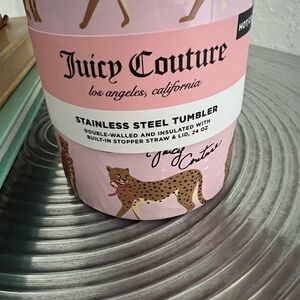 HOT
Juicy Couture
los angeles, california
STAINLESS STEEL TUMBLER
DOUBLE-WALLED AND INSULATED WITH
BUILT-IN STOPPER STRAW & LID, 24 OZ
Juicy
Couture